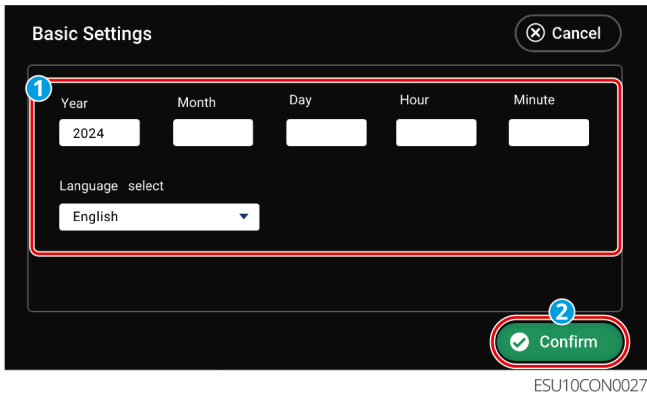 Basic Settings
Cancel
1
Year Month Day Hour Minute
2024
Language select
English
2
Confirm
ESU10CON0027